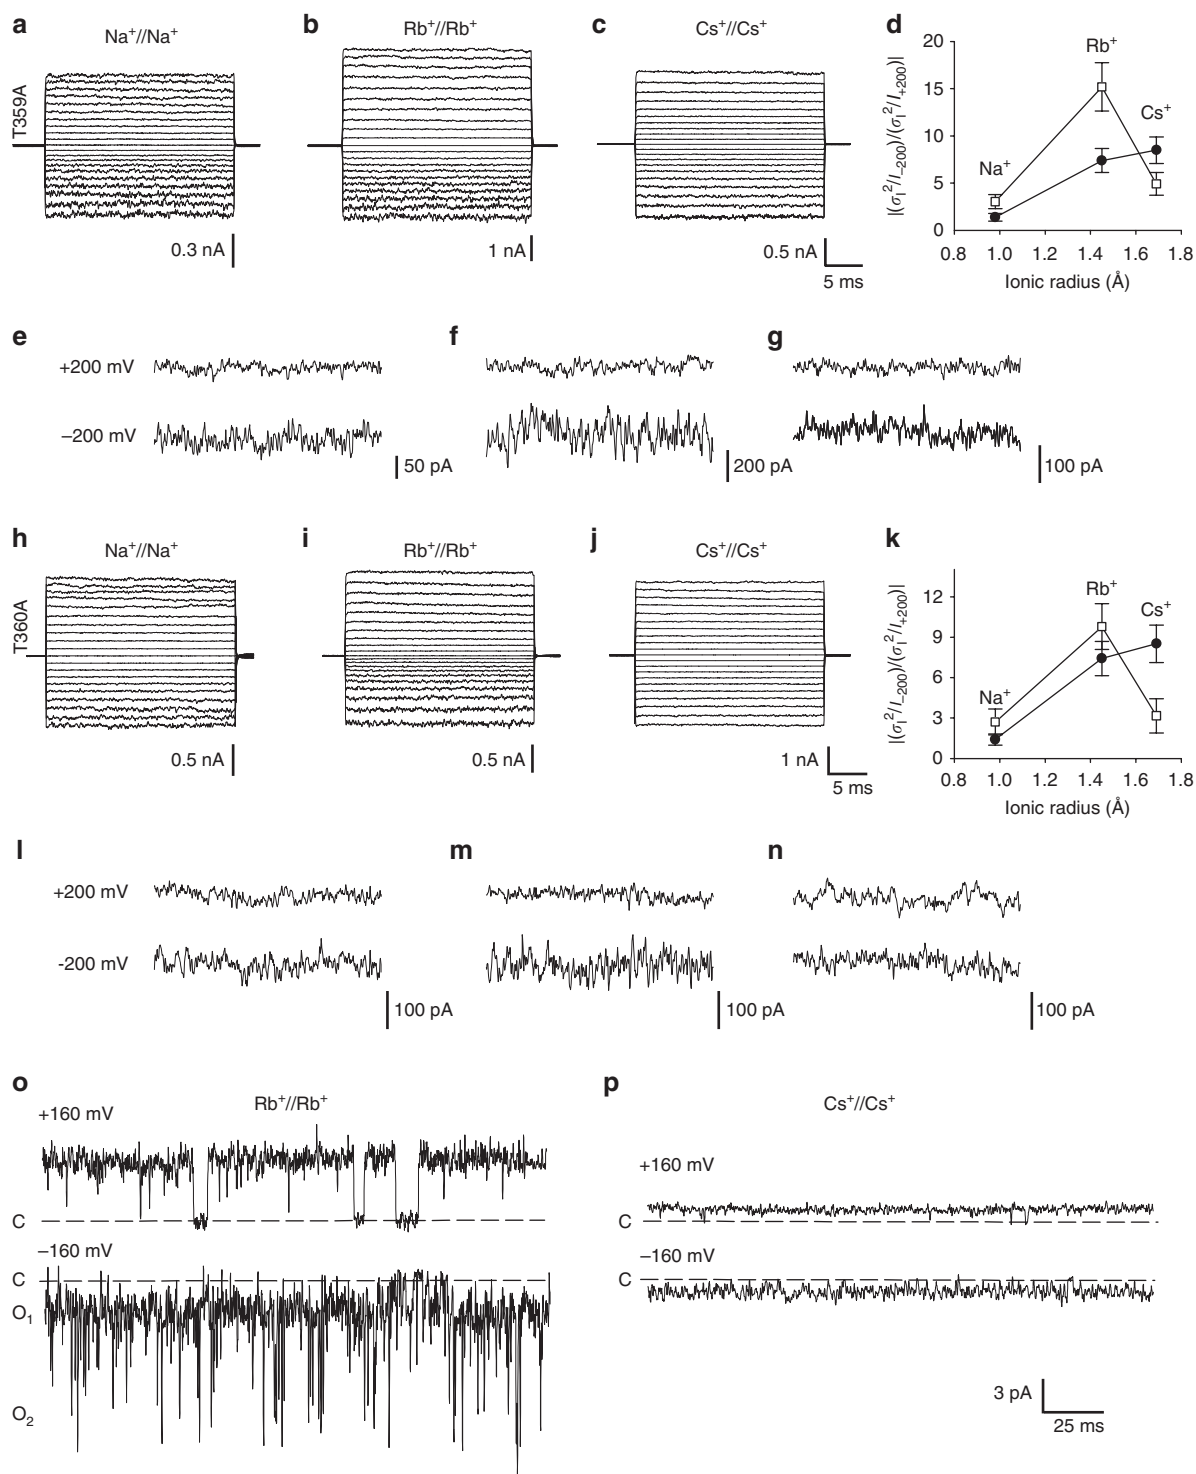 a
Na⁺//Na⁺
T359A
0.3 nA
b
Rb⁺//Rb⁺
1 nA
c
Cs⁺//Cs⁺
0.5 nA
5 ms
d
|(σ_I²/I₋₂₀₀)/(σ_I²/I₊₂₀₀)|
20
15
10
5
0
Na⁺
Rb⁺
Cs⁺
0.8 1.0 1.2 1.4 1.6 1.8
Ionic radius (Å)
e
f
g
+200 mV
–200 mV
50 pA
200 pA
100 pA
h
Na⁺//Na⁺
T360A
0.5 nA
i
Rb⁺//Rb⁺
0.5 nA
j
Cs⁺//Cs⁺
1 nA
5 ms
k
|(σ_I²/I₋₂₀₀)/(σ_I²/I₊₂₀₀)|
12
9
6
3
0
Na⁺
Rb⁺
Cs⁺
0.8 1.0 1.2 1.4 1.6 1.8
Ionic radius (Å)
l
m
n
+200 mV
-200 mV
100 pA
100 pA
100 pA
o
Rb⁺//Rb⁺
+160 mV
C
–160 mV
C
O₁
O₂
p
Cs⁺//Cs⁺
+160 mV
C
–160 mV
C
3 pA
25 ms